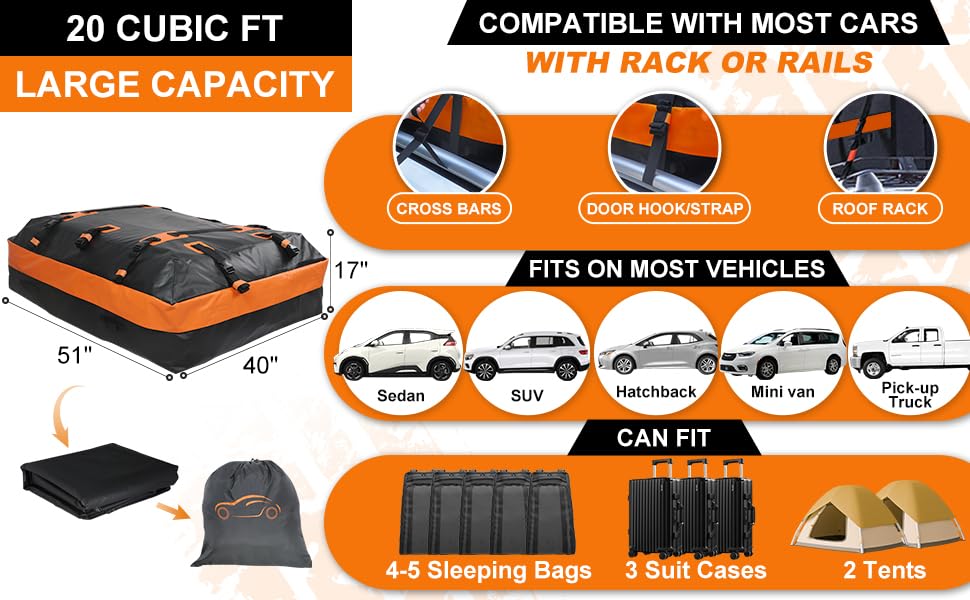 20 CUBIC FT
LARGE CAPACITY
17"
51"
40"
COMPATIBLE WITH MOST CARS
WITH RACK OR RAILS
CROSS BARS
DOOR HOOK/STRAP
ROOF RACK
FITS ON MOST VEHICLES
Sedan
SUV
Hatchback
Mini van
Pick-up
Truck
CAN FIT
4-5 Sleeping Bags
3 Suit Cases
2 Tents